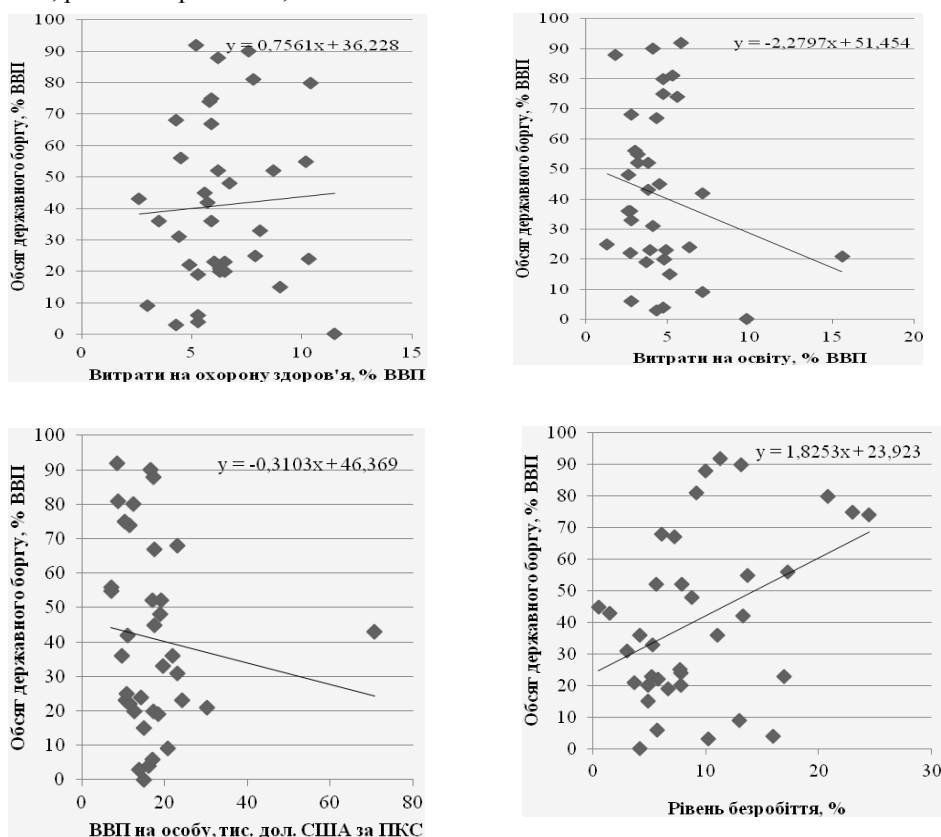 y = 0,7561x + 36,228
Обсяг державного боргу, % ВВП
100
90
80
70
60
50
40
30
20
10
0
0 5 10 15
Витрати на охорону здоров'я, % ВВП
y = -2,2797x + 51,454
Обсяг державного боргу, % ВВП
100
90
80
70
60
50
40
30
20
10
0
0 5 10 15 20
Витрати на освіту, % ВВП
y = -0,3103x + 46,369
Обсяг державного боргу, % ВВП
100
90
80
70
60
50
40
30
20
10
0
0 20 40 60 80
ВВП на особу, тис. дол. США за ПКС
y = 1,8253x + 23,923
Обсяг державного боргу, % ВВП
100
90
80
70
60
50
40
30
20
10
0
0 10 20 30
Рівень безробіття, %